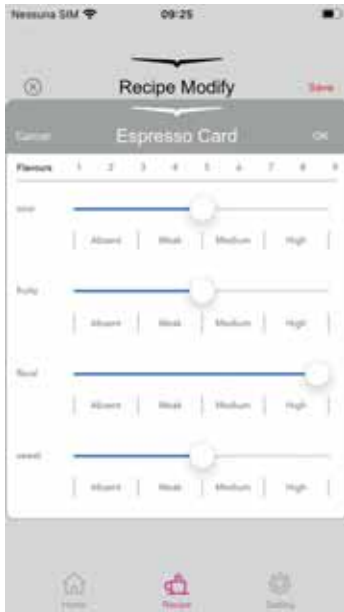 Nessuna SIM 09:25
Recipe Modify Save
Cancel Espresso Card OK
Flavours 1 2 3 4 5 6 7 8 9
sour
Absent Weak Medium High
fruity
Absent Weak Medium High
floral
Absent Weak Medium High
sweet
Absent Weak Medium High
Home Recipe Setting